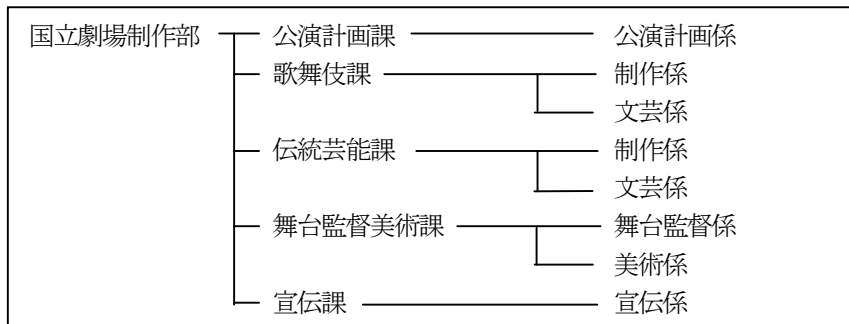 国立劇場制作部 公演計画課 公演計画係
歌舞伎課 制作係
文芸係
伝統芸能課 制作係
文芸係
舞台監督美術課 舞台監督係
美術係
宣伝課 宣伝係